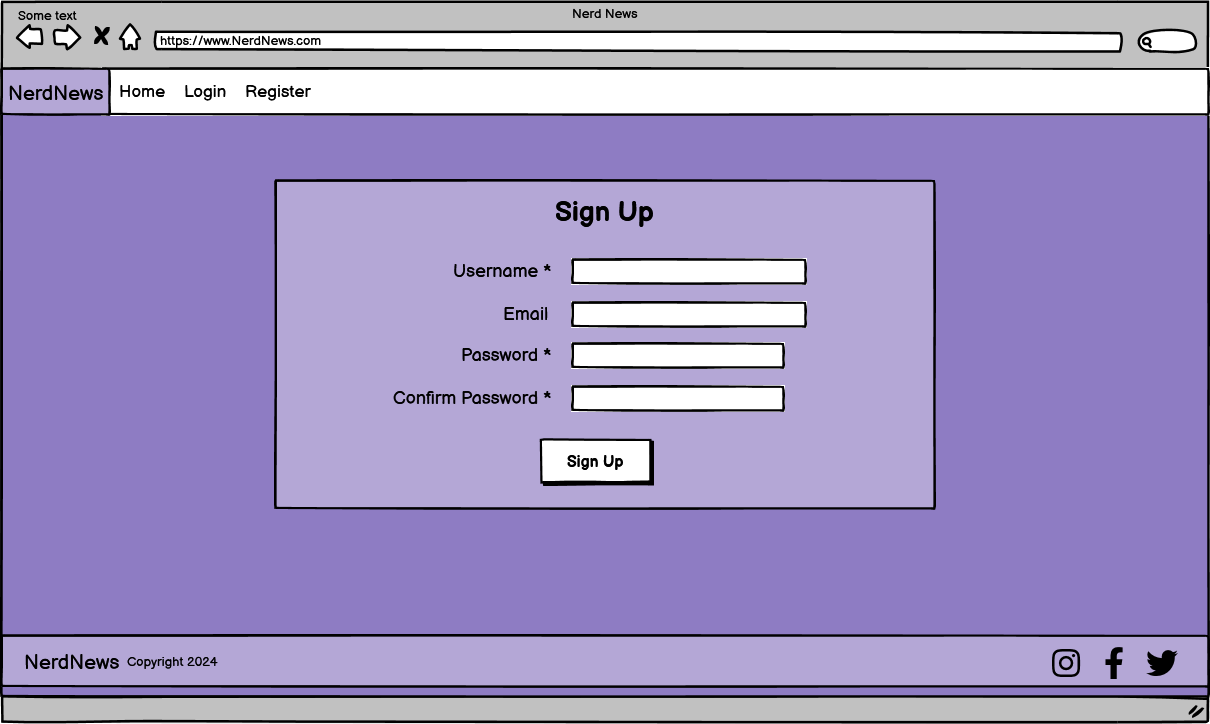 Some text
Nerd News
https://www.NerdNews.com
NerdNews Home Login Register
Sign Up
Username *
Email
Password *
Confirm Password *
Sign Up
NerdNews Copyright 2024